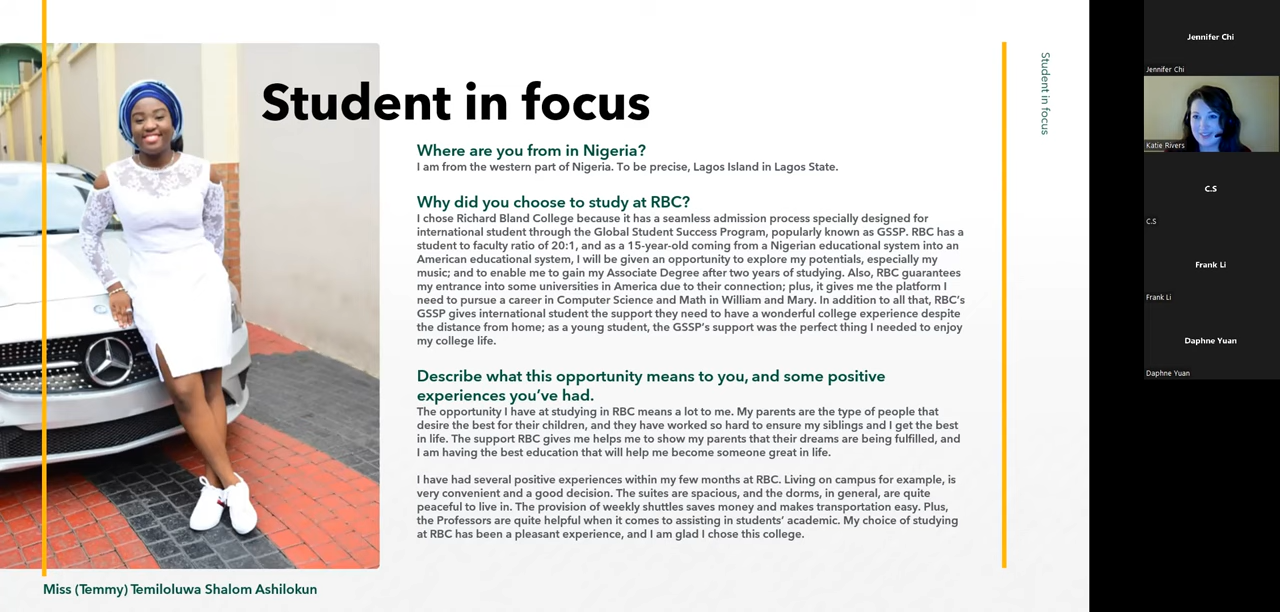 Student in focus
Where are you from in Nigeria?
I am from the western part of Nigeria. To be precise, Lagos Island in Lagos State.
Why did you choose to study at RBC?
I chose Richard Bland College because it has a seamless admission process specially designed for
international student through the Global Student Success Program, popularly known as GSSP. RBC has a
student to faculty ratio of 20:1, and as a 15-year-old coming from a Nigerian educational system into an
American educational system, I will be given an opportunity to explore my potentials, especially my
music; and to enable me to gain my Associate Degree after two years of studying. Also, RBC guarantees
my entrance into some universities in America due to their connection; plus, it gives me the platform I
need to pursue a career in Computer Science and Math in William and Mary. In addition to all that, RBC's
GSSP gives international student the support they need to have a wonderful college experience despite
the distance from home; as a young student, the GSSP's support was the perfect thing I needed to enjoy
my college life.
Describe what this opportunity means to you, and some positive
experiences you've had.
The opportunity I have at studying in RBC means a lot to me. My parents are the type of people that
desire the best for their children, and they have worked so hard to ensure my siblings and I get the best
in life. The support RBC gives me helps me to show my parents that their dreams are being fulfilled, and
I am having the best education that will help me become someone great in life.
I have had several positive experiences within my few months at RBC. Living on campus for example, is
very convenient and a good decision. The suites are spacious, and the dorms, in general, are quite
peaceful to live in. The provision of weekly shuttles saves money and makes transportation easy. Plus,
the Professors are quite helpful when it comes to assisting in students' academic. My choice of studying
at RBC has been a pleasant experience, and I am glad I chose this college.
Miss (Temmy) Temiloluwa Shalom Ashilokun
Student in focus
Jennifer Chi
Jennifer Chi
Katie Rivers
C.S
C.S
Frank Li
Frank Li
Daphne Yuan
Daphne Yuan